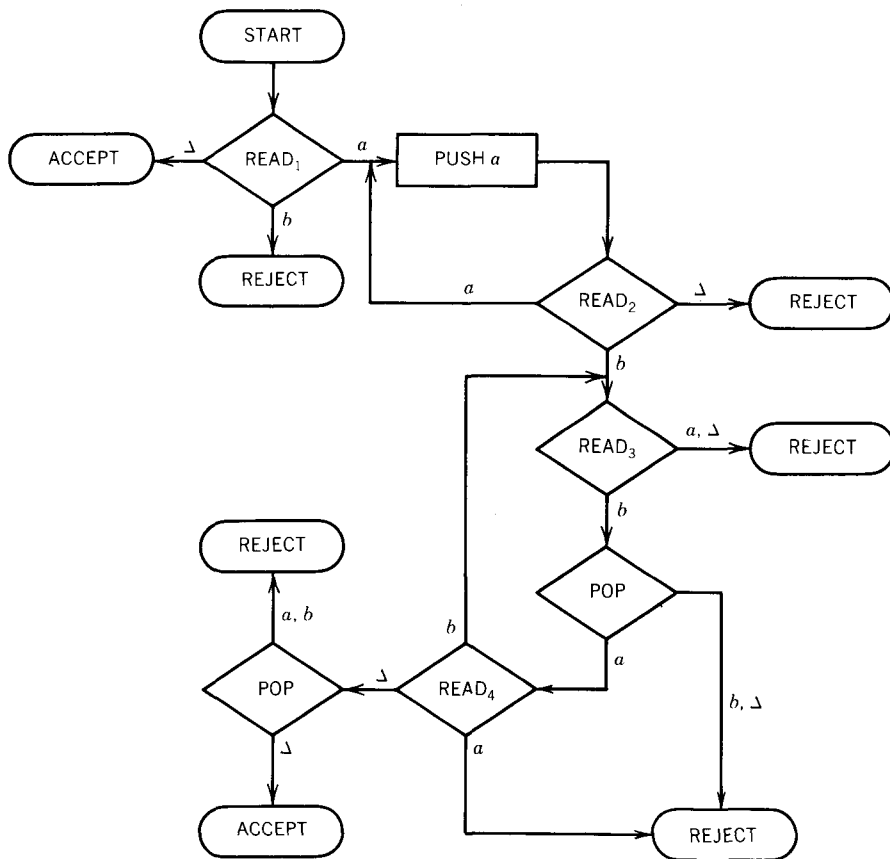 START
ACCEPT
Δ
READ₁
a
PUSH a
b
REJECT
a
READ₂
Δ
REJECT
b
READ₃
a, Δ
REJECT
b
REJECT
POP
a, b
b
a
POP
Δ
READ₄
b, Δ
Δ
a
ACCEPT
REJECT